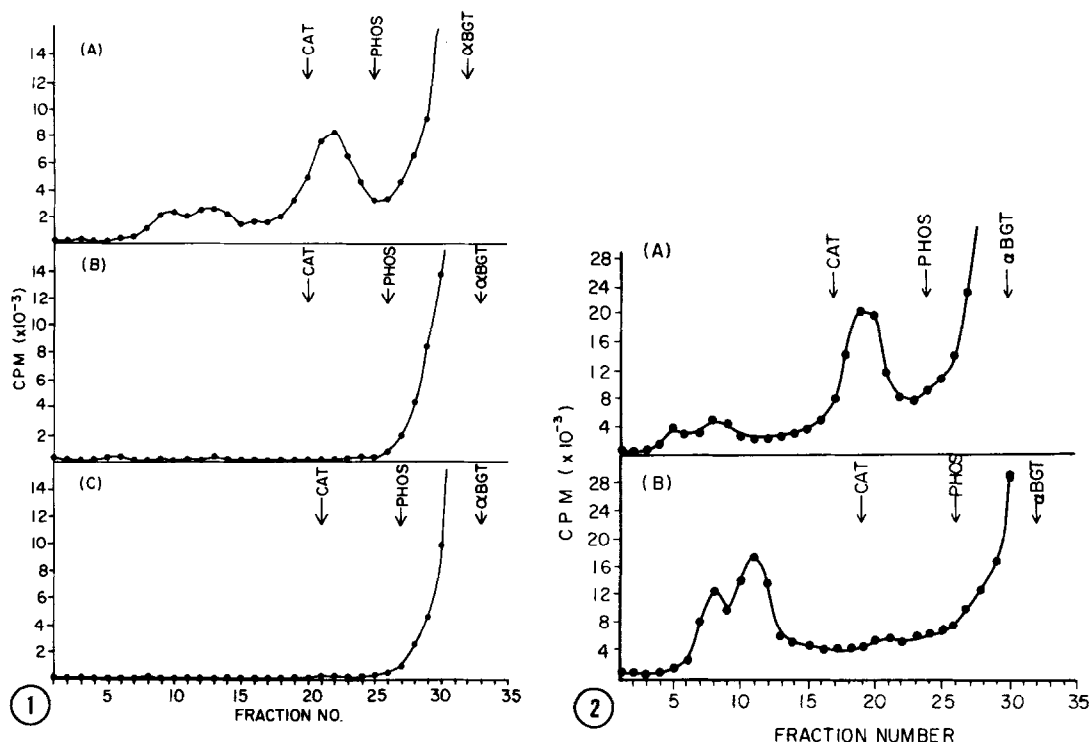 (A)
CAT
PHOS
αBGT
14
12
10
8
6
4
2
(B)
CAT
PHOS
αBGT
14
12
10
8
6
4
2
CPM (x10⁻³)
(C)
CAT
PHOS
αBGT
14
12
10
8
6
4
2
5 10 15 20 25 30 35
FRACTION NO.
1
(A)
CAT
PHOS
αBGT
28
24
20
16
12
8
4
(B)
CAT
PHOS
αBGT
28
24
20
16
12
8
4
CPM (x 10⁻³)
5 10 15 20 25 30 35
FRACTION NUMBER
2